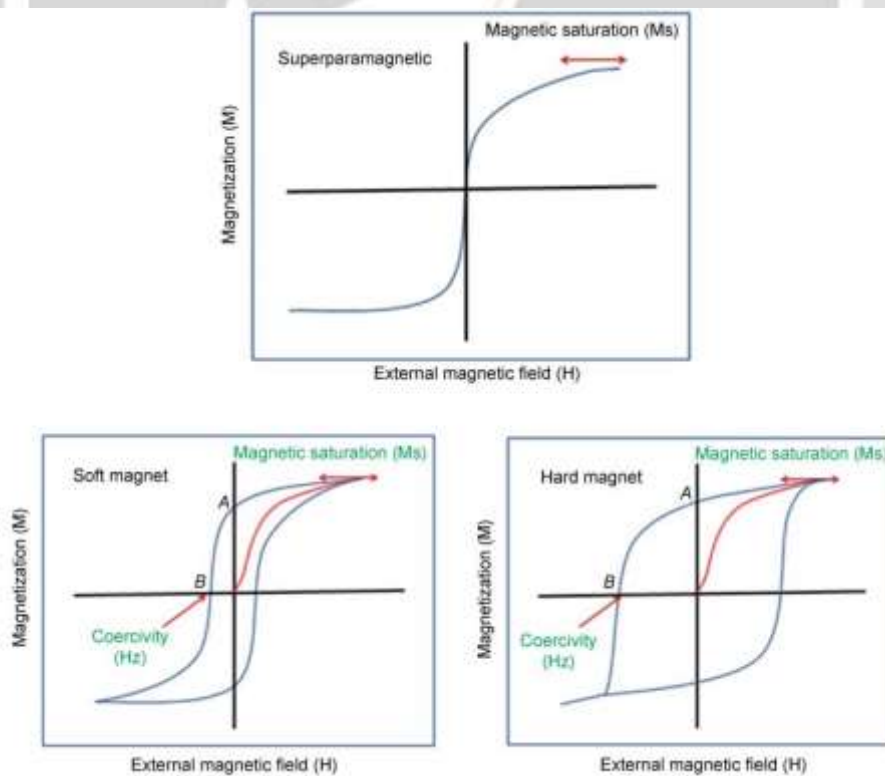 Magnetic saturation (Ms)
Superparamagnetic
Magnetization (M)
External magnetic field (H)
Magnetic saturation (Ms)
Soft magnet
A
B
Coercivity
(Hz)
Magnetization (M)
External magnetic field (H)
Magnetic saturation (Ms)
Hard magnet
A
B
Coercivity
(Hz)
Magnetization (M)
External magnetic field (H)